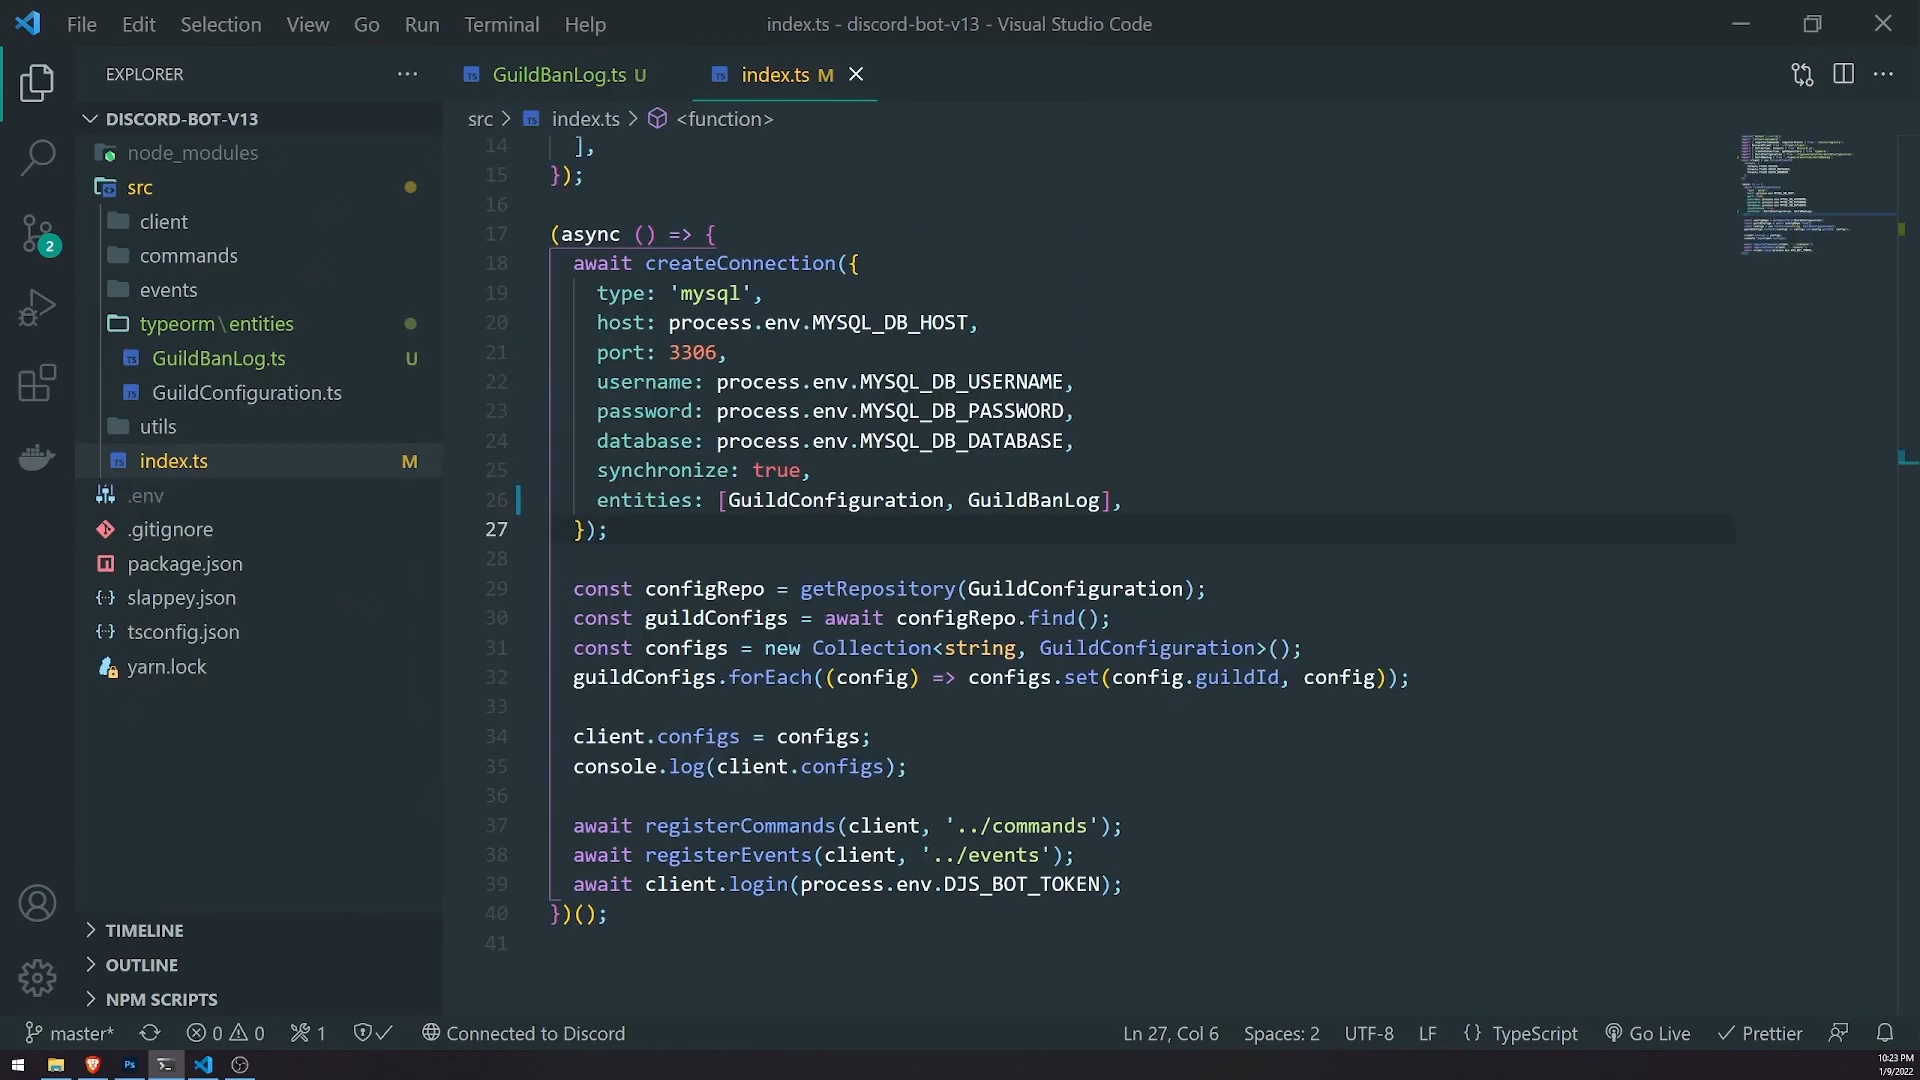 File Edit Selection View Go Run Terminal Help
index.ts - discord-bot-v13 - Visual Studio Code
EXPLORER
GuildBanLog.ts U
index.ts M
DISCORD-BOT-V13
node_modules
src
client
commands
events
typeorm\entities
GuildBanLog.ts U
GuildConfiguration.ts
utils
index.ts M
.env
.gitignore
package.json
slappey.json
tsconfig.json
yarn.lock
TIMELINE
OUTLINE
NPM SCRIPTS
2
src > index.ts > <function>
14 ],
15 });
16
17 (async () => {
18 await createConnection({
19 type: 'mysql',
20 host: process.env.MYSQL_DB_HOST,
21 port: 3306,
22 username: process.env.MYSQL_DB_USERNAME,
23 password: process.env.MYSQL_DB_PASSWORD,
24 database: process.env.MYSQL_DB_DATABASE,
25 synchronize: true,
26 entities: [GuildConfiguration, GuildBanLog],
27 });
28
29 const configRepo = getRepository(GuildConfiguration);
30 const guildConfigs = await configRepo.find();
31 const configs = new Collection<string, GuildConfiguration>();
32 guildConfigs.forEach((config) => configs.set(config.guildId, config));
33
34 client.configs = configs;
35 console.log(client.configs);
36
37 await registerCommands(client, '../commands');
38 await registerEvents(client, '../events');
39 await client.login(process.env.DJS_BOT_TOKEN);
40 })();
41
master* 0 0 1 Connected to Discord
Ln 27, Col 6 Spaces: 2 UTF-8 LF {} TypeScript Go Live Prettier
Ps
10:23 PM
1/9/2022